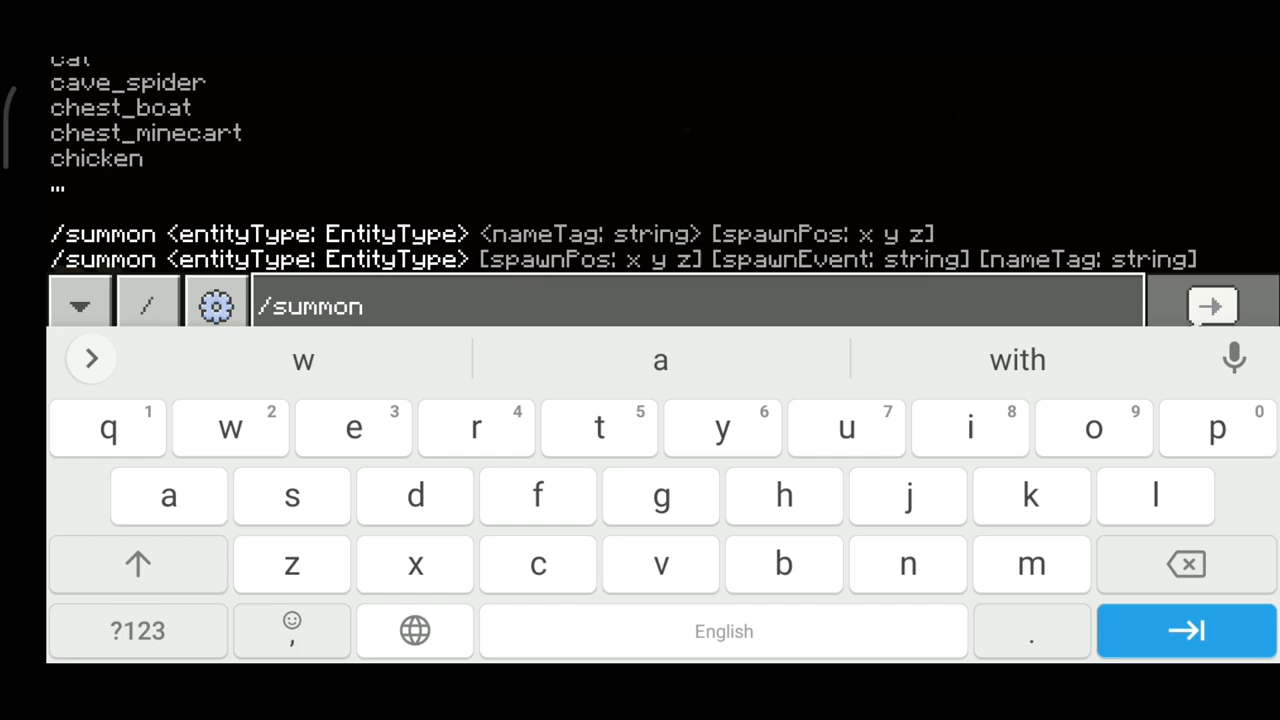 cat
cave_spider
chest_boat
chest_minecart
chicken
...
/summon <entityType: EntityType> <nameTag: string> [spawnPos: x y z]
/summon <entityType: EntityType> [spawnPos: x y z] [spawnEvent: string] [nameTag: string]
/ /summon
w a with
q 1 w 2 e 3 r 4 t 5 y 6 u 7 i 8 o 9 p 0
a s d f g h j k l
z x c v b n m
?123 , English .